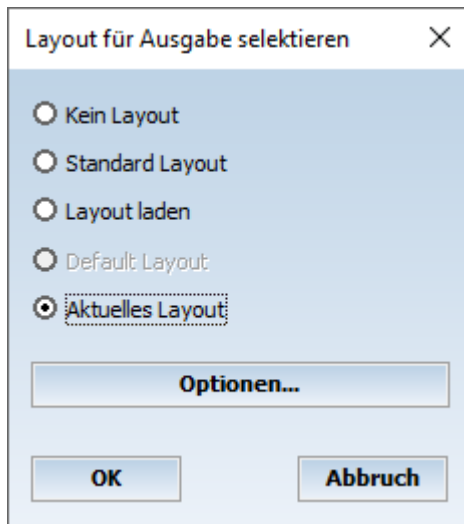 Layout für Ausgabe selektieren
Kein Layout
Standard Layout
Layout laden
Default Layout
Aktuelles Layout
Optionen...
OK Abbruch